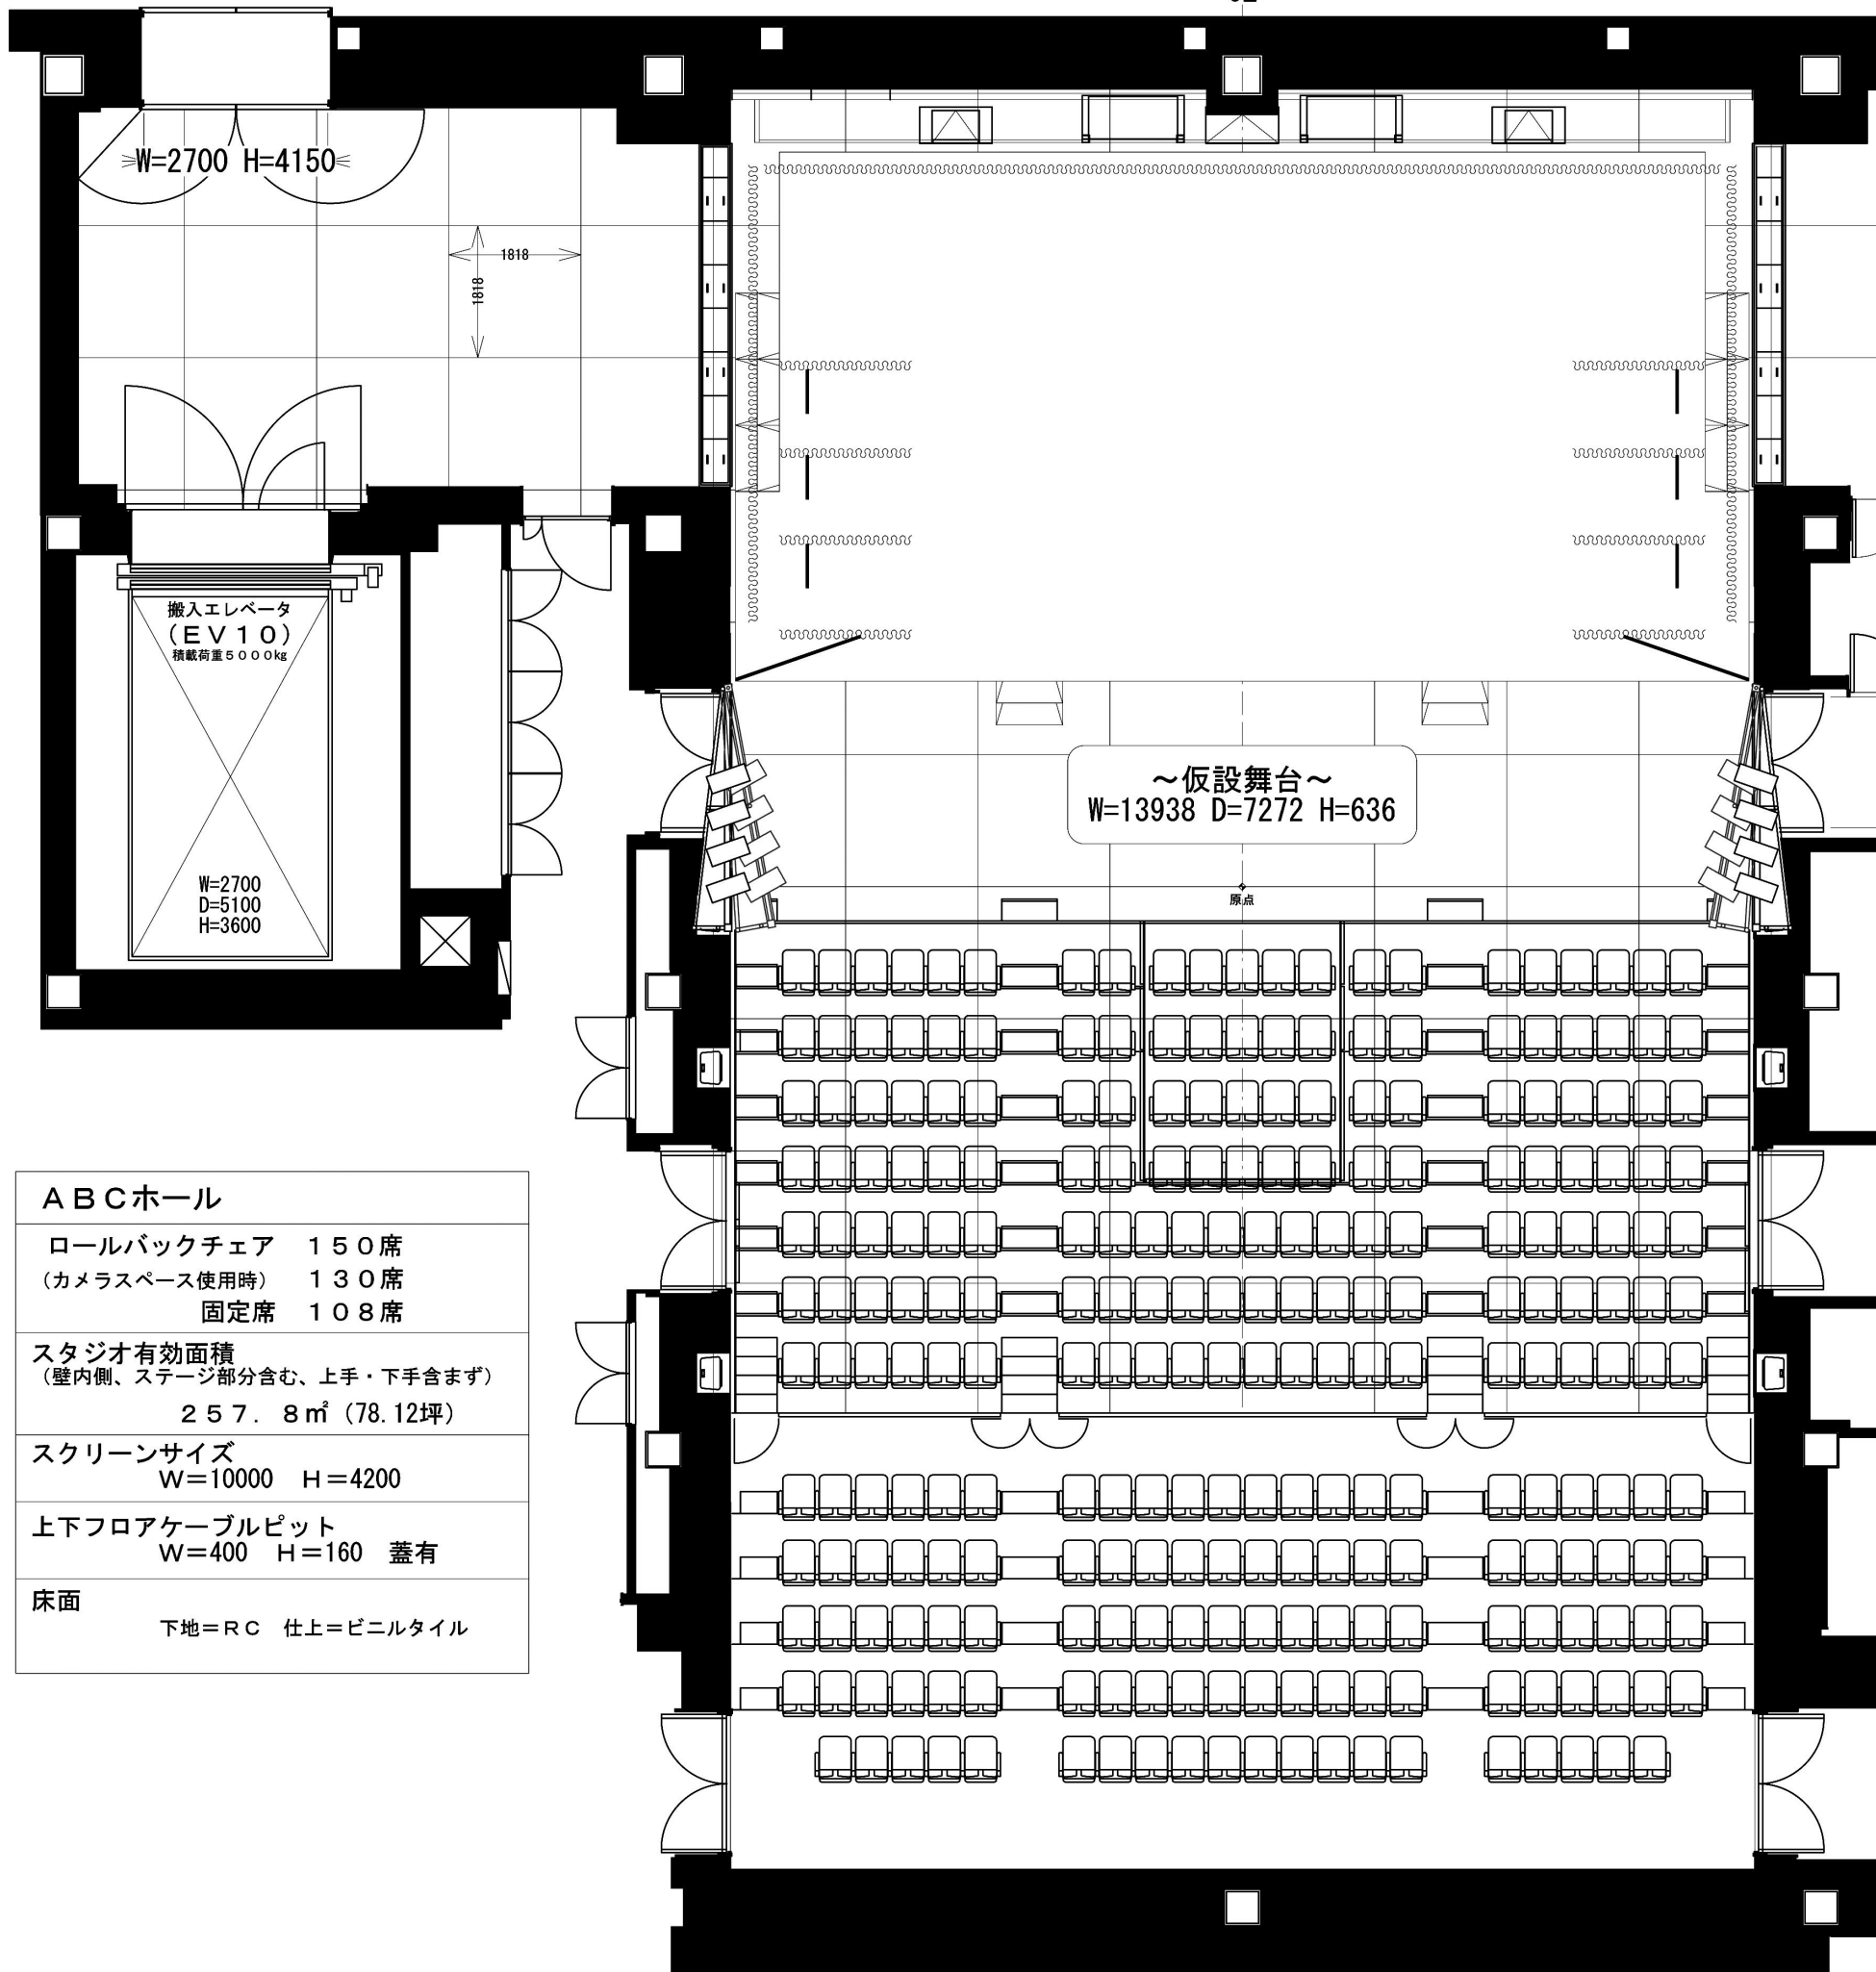 W=2700 H=4150
1818
1818
搬入エレベータ
(ＥＶ１０)
積載荷重５０００kg
W=2700
D=5100
H=3600
～仮設舞台～
W=13938 D=7272 H=636
原点
ＡＢＣホール
ロールバックチェア　１５０席
(カメラスペース使用時)　１３０席
固定席　１０８席
スタジオ有効面積
(壁内側、ステージ部分含む、上手・下手含まず)
２５７．８㎡ (78.12坪)
スクリーンサイズ
Ｗ＝10000　Ｈ＝4200
上下フロアケーブルピット
Ｗ＝400　Ｈ＝160　蓋有
床面
下地＝ＲＣ　仕上＝ビニルタイル